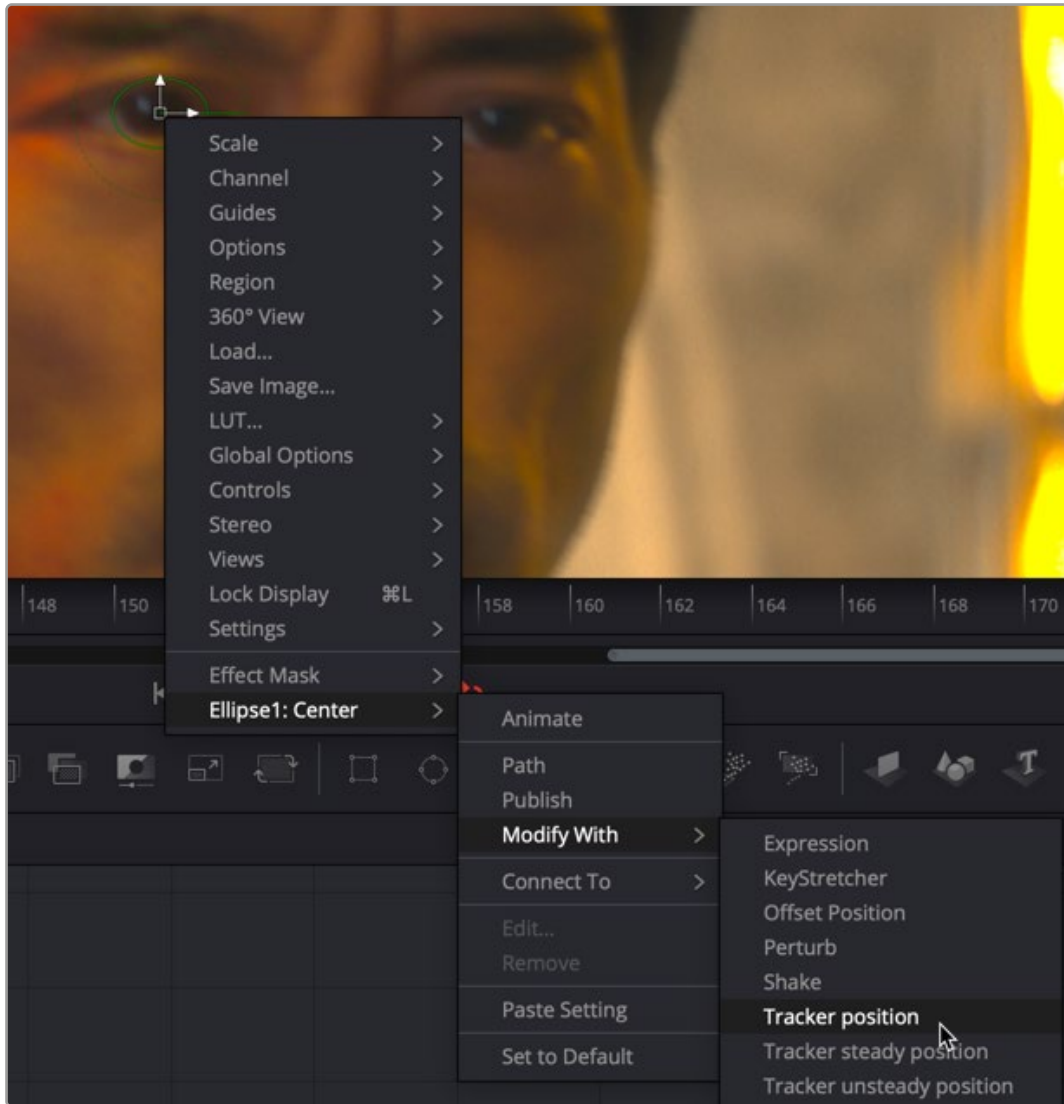 Scale >
Channel >
Guides >
Options >
Region >
360° View >
Load...
Save Image...
LUT... >
Global Options >
Controls >
Stereo >
Views >
Lock Display ⌘L
Settings >
Effect Mask >
Ellipse1: Center >
148 150 158 160 162 164 166 168 170
Animate
Path
Publish
Modify With >
Connect To >
Edit...
Remove
Paste Setting
Set to Default
T
Expression
KeyStretcher
Offset Position
Perturb
Shake
Tracker position
Tracker steady position
Tracker unsteady position